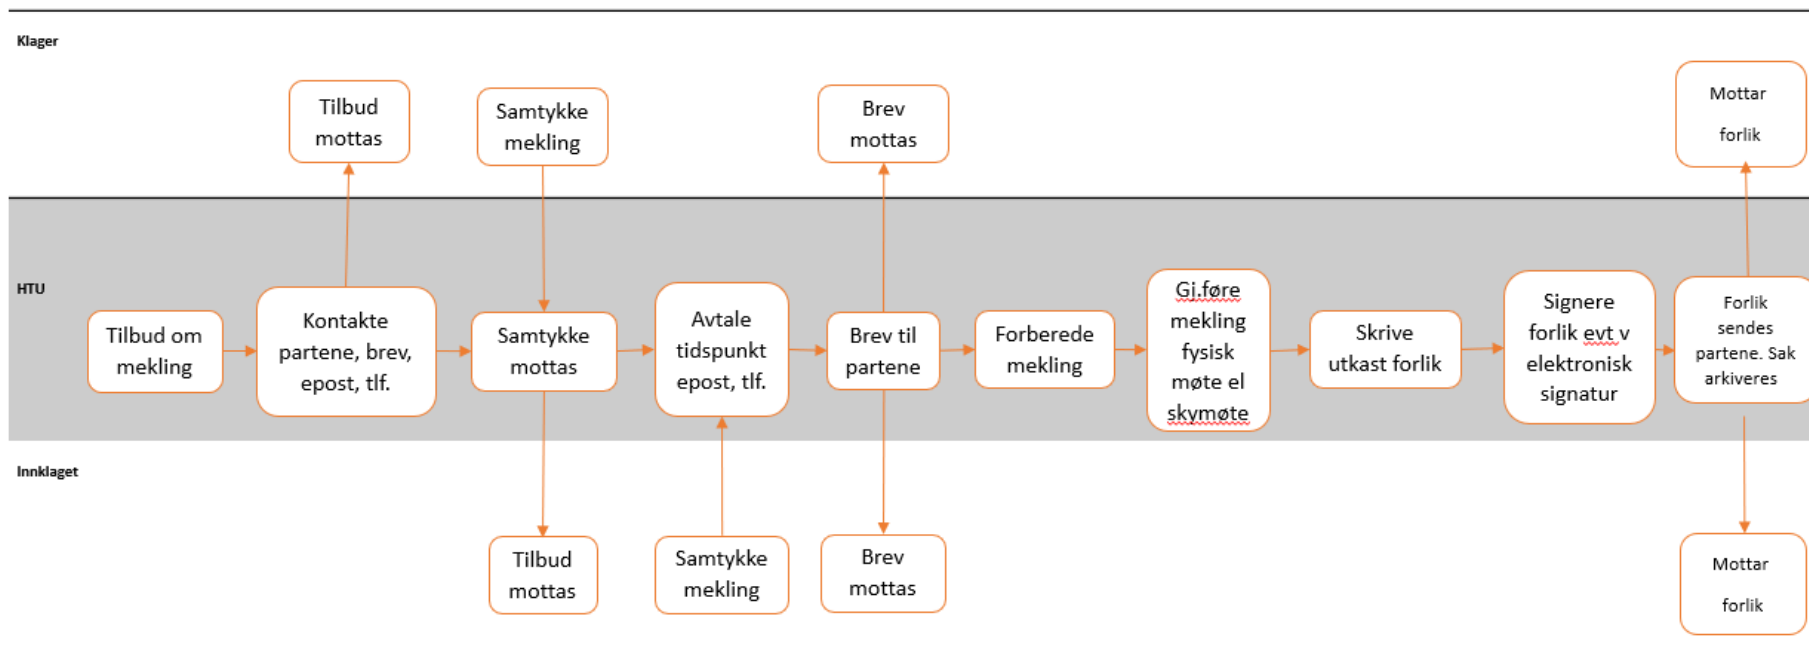 Klager
Tilbud
mottas
Samtykke
mekling
Brev
mottas
Mottar
forlik
HTU
Tilbud om
mekling
Kontakte
partene, brev,
epost, tlf.
Samtykke
mottas
Avtale
tidspunkt
epost, tlf.
Brev til
partene
Forberede
mekling
Gj.føre
mekling
fysisk
møte el
skymøte
Skrive
utkast forlik
Signere
forlik evt v
elektronisk
signatur
Forlik
sendes
partene. Sak
arkiveres
Innklaget
Tilbud
mottas
Samtykke
mekling
Brev
mottas
Mottar
forlik